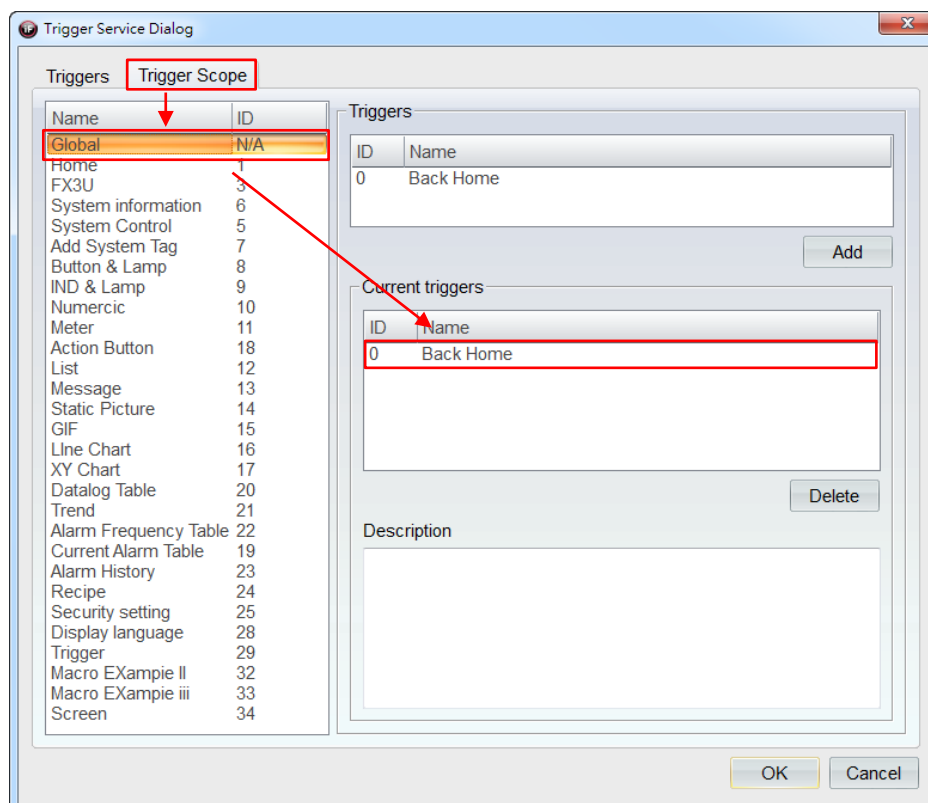 Trigger Service Dialog
Triggers Trigger Scope
Name ID
Global N/A
Home 1
FX3U 3
System information 6
System Control 5
Add System Tag 7
Button & Lamp 8
IND & Lamp 9
Numercic 10
Meter 11
Action Button 18
List 12
Message 13
Static Picture 14
GIF 15
LIne Chart 16
XY Chart 17
Datalog Table 20
Trend 21
Alarm Frequency Table 22
Current Alarm Table 19
Alarm History 23
Recipe 24
Security setting 25
Display language 28
Trigger 29
Macro EXampie II 32
Macro EXampie iii 33
Screen 34
Triggers
ID Name
0 Back Home
Add
Current triggers
ID Name
0 Back Home
Delete
Description
OK Cancel